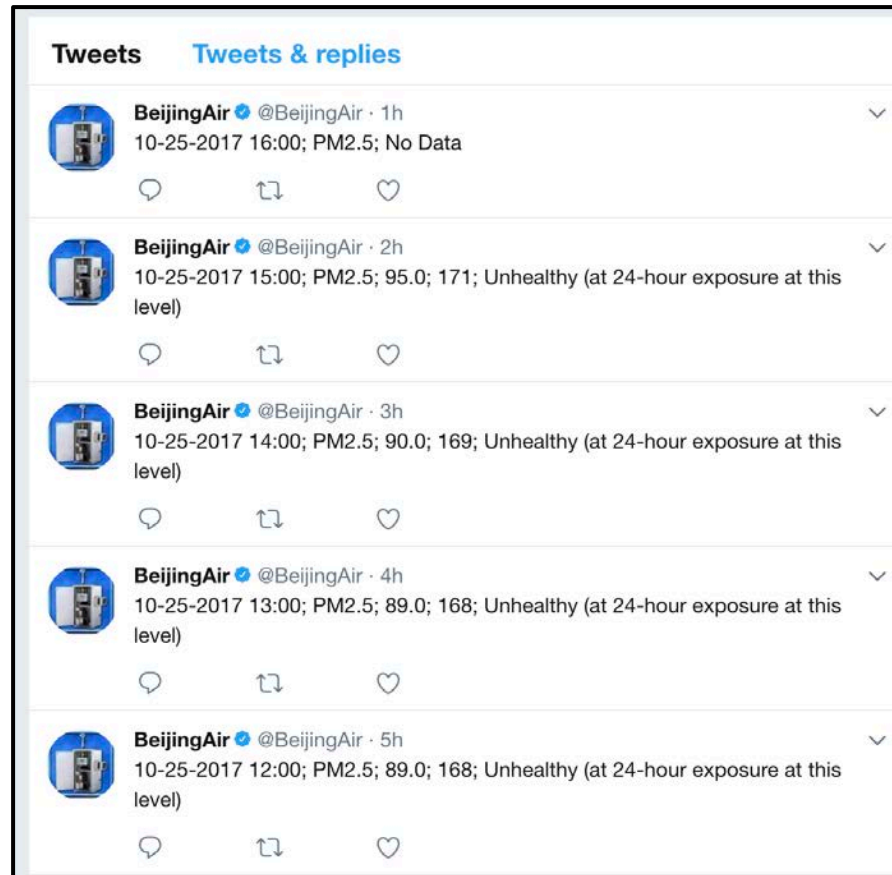 Tweets Tweets & replies
BeijingAir @BeijingAir · 1h
10-25-2017 16:00; PM2.5; No Data
BeijingAir @BeijingAir · 2h
10-25-2017 15:00; PM2.5; 95.0; 171; Unhealthy (at 24-hour exposure at this
level)
BeijingAir @BeijingAir · 3h
10-25-2017 14:00; PM2.5; 90.0; 169; Unhealthy (at 24-hour exposure at this
level)
BeijingAir @BeijingAir · 4h
10-25-2017 13:00; PM2.5; 89.0; 168; Unhealthy (at 24-hour exposure at this
level)
BeijingAir @BeijingAir · 5h
10-25-2017 12:00; PM2.5; 89.0; 168; Unhealthy (at 24-hour exposure at this
level)